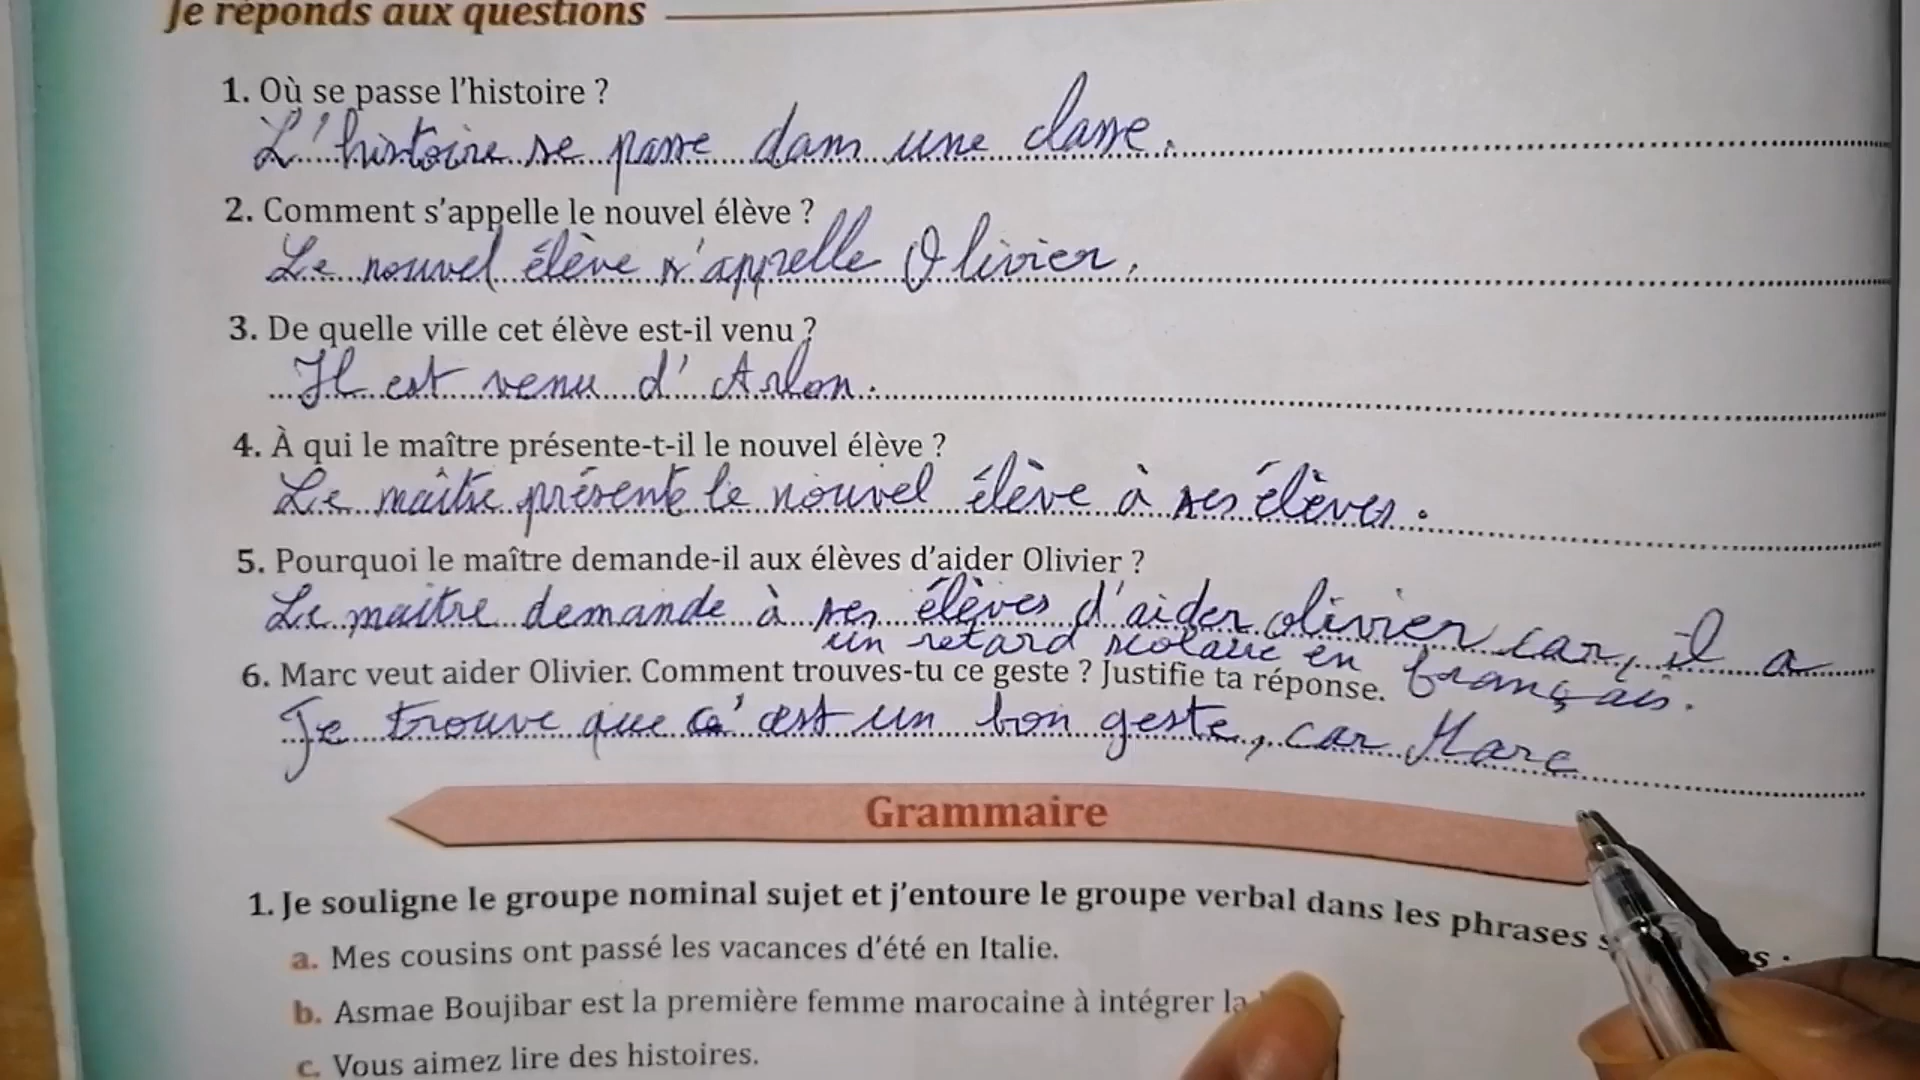 Je réponds aux questions
1. Où se passe l'histoire ?
L'histoire se passe dans une classe.
2. Comment s'appelle le nouvel élève ?
Le nouvel élève s'appelle Olivier.
3. De quelle ville cet élève est-il venu ?
Il est venu d'Arlon.
4. À qui le maître présente-t-il le nouvel élève ?
Le maître présente le nouvel élève à ses élèves.
5. Pourquoi le maître demande-il aux élèves d'aider Olivier ?
Le maitre demande à ses élèves d'aider olivier car, il a
un retard scolaire en français.
6. Marc veut aider Olivier. Comment trouves-tu ce geste ? Justifie ta réponse.
Je trouve que c'est un bon geste, car Marc
Grammaire
1. Je souligne le groupe nominal sujet et j'entoure le groupe verbal dans les phrases
a. Mes cousins ont passé les vacances d'été en Italie.
b. Asmae Boujibar est la première femme marocaine à intégrer la
c. Vous aimez lire des histoires.